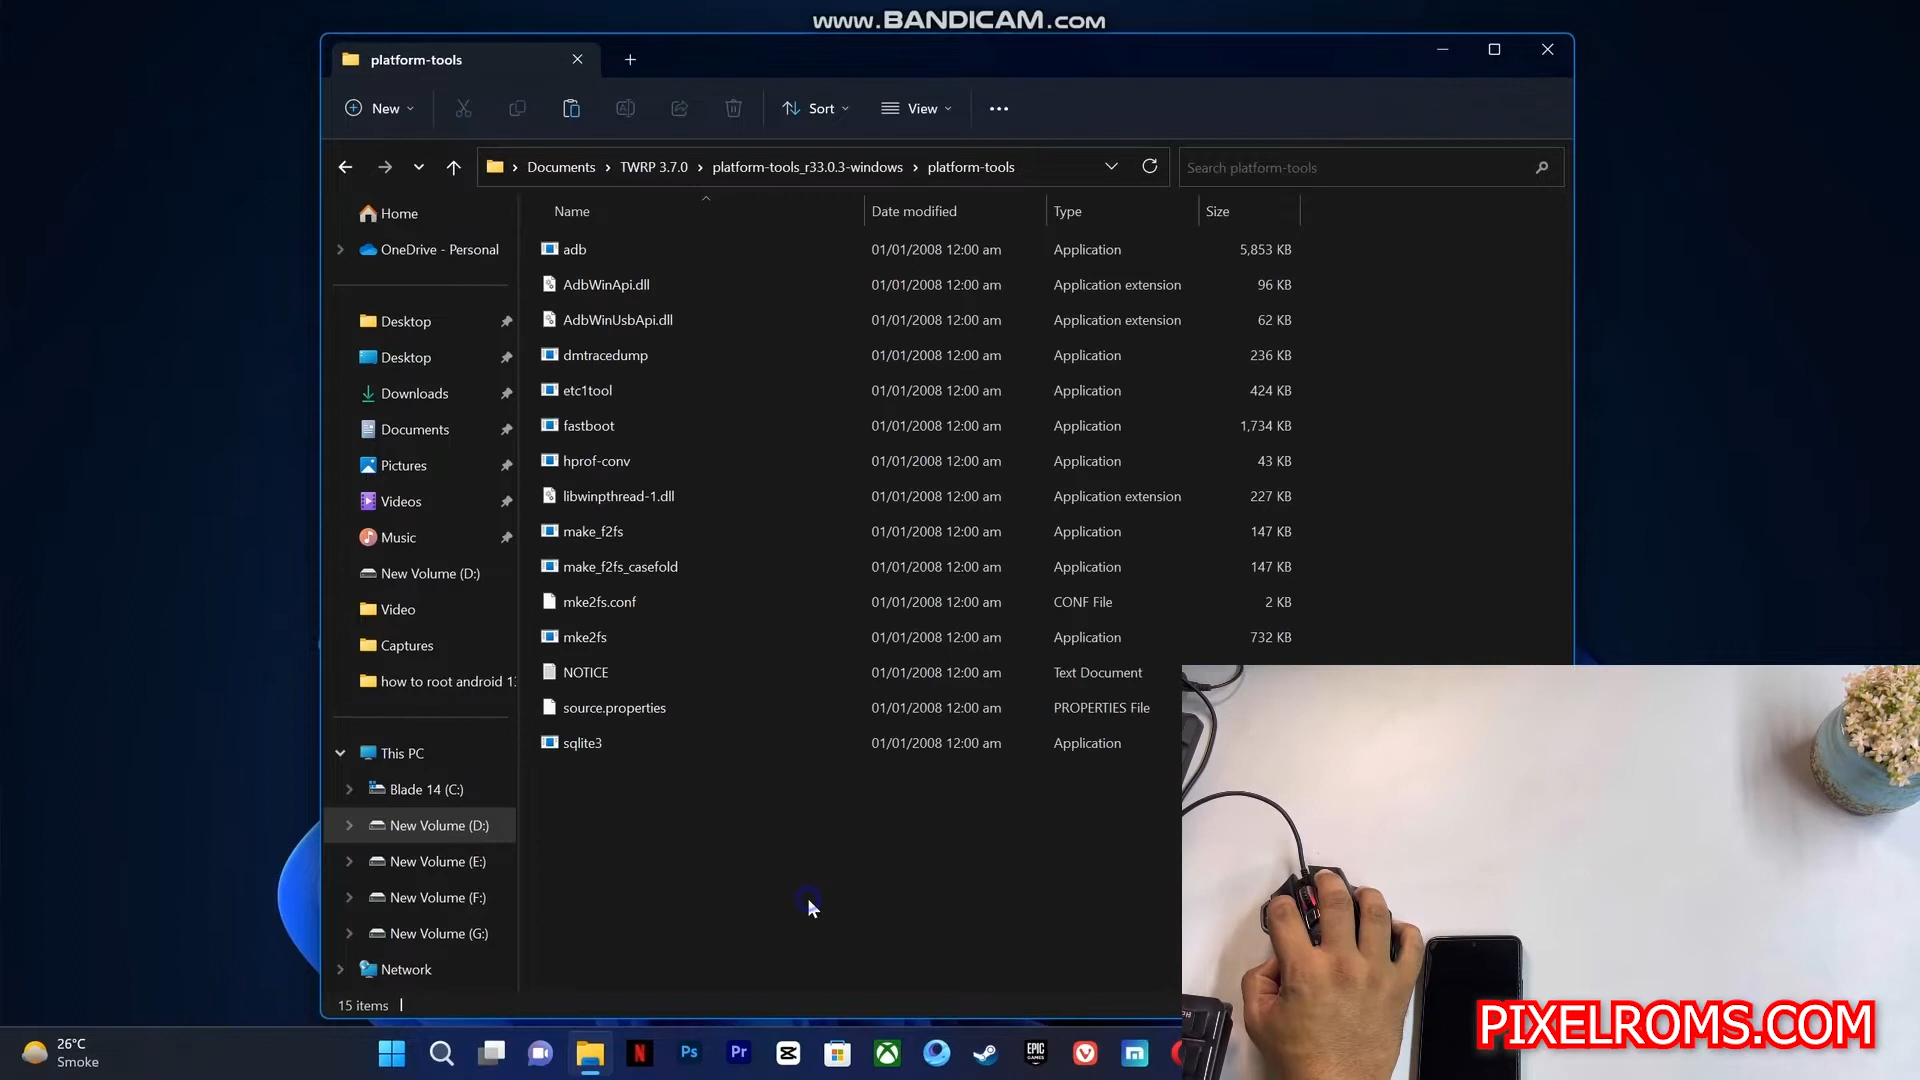 www.BANDICAM.com
platform-tools
New
Sort
View
Documents
TWRP 3.7.0
platform-tools_r33.0.3-windows
platform-tools
Search platform-tools
Name
Date modified
Type
Size
Home
OneDrive - Personal
Desktop
Desktop
Downloads
Documents
Pictures
Videos
Music
New Volume (D:)
Video
Captures
how to root android 1
This PC
Blade 14 (C:)
New Volume (D:)
New Volume (E:)
New Volume (F:)
New Volume (G:)
Network
adb 01/01/2008 12:00 am Application 5,853 KB
AdbWinApi.dll 01/01/2008 12:00 am Application extension 96 KB
AdbWinUsbApi.dll 01/01/2008 12:00 am Application extension 62 KB
dmtracedump 01/01/2008 12:00 am Application 236 KB
etc1tool 01/01/2008 12:00 am Application 424 KB
fastboot 01/01/2008 12:00 am Application 1,734 KB
hprof-conv 01/01/2008 12:00 am Application 43 KB
libwinpthread-1.dll 01/01/2008 12:00 am Application extension 227 KB
make_f2fs 01/01/2008 12:00 am Application 147 KB
make_f2fs_casefold 01/01/2008 12:00 am Application 147 KB
mke2fs.conf 01/01/2008 12:00 am CONF File 2 KB
mke2fs 01/01/2008 12:00 am Application 732 KB
NOTICE 01/01/2008 12:00 am Text Document
source.properties 01/01/2008 12:00 am PROPERTIES File
sqlite3 01/01/2008 12:00 am Application
15 items
PIXELROMS.COM
26°C
Smoke
N
Ps
Pr
EPIC
GAMES